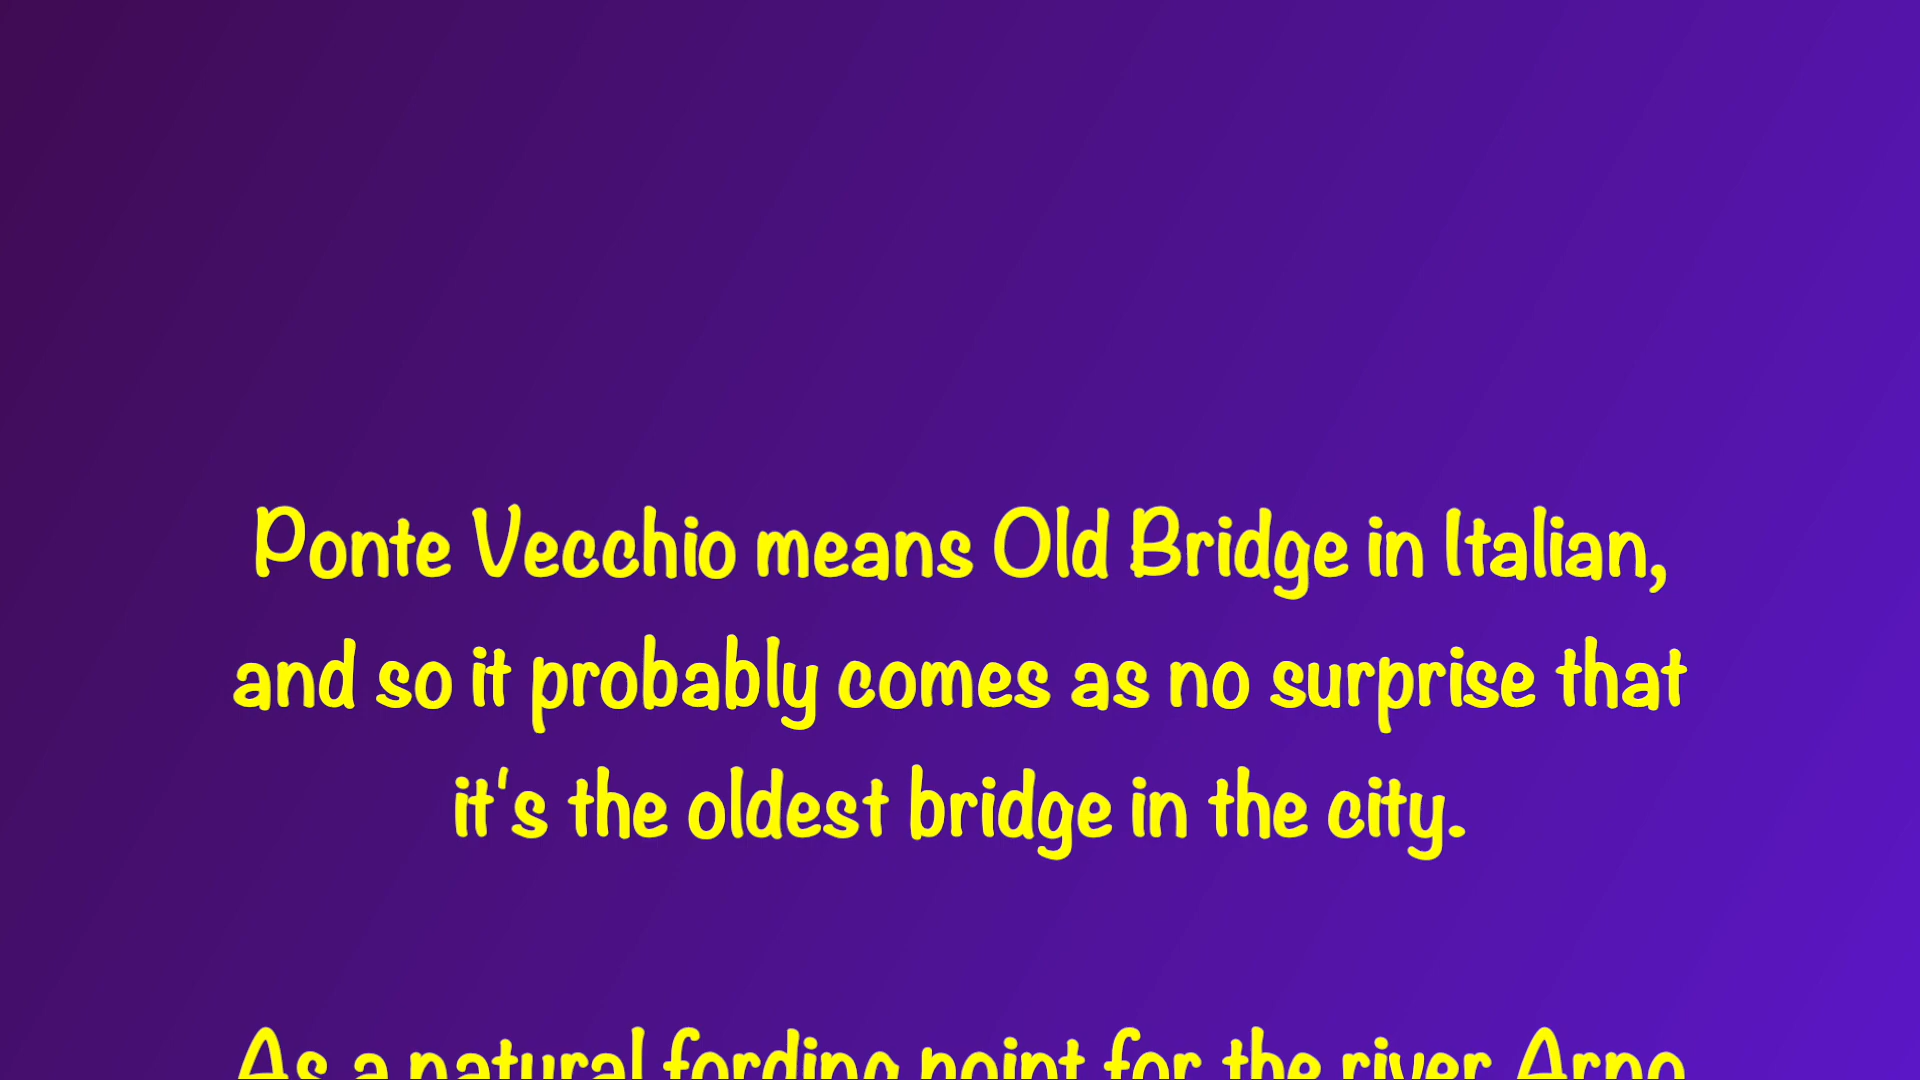 Ponte Vecchio means Old Bridge in Italian,
and so it probably comes as no surprise that
it's the oldest bridge in the city.
As a natural fording point for the river Arno